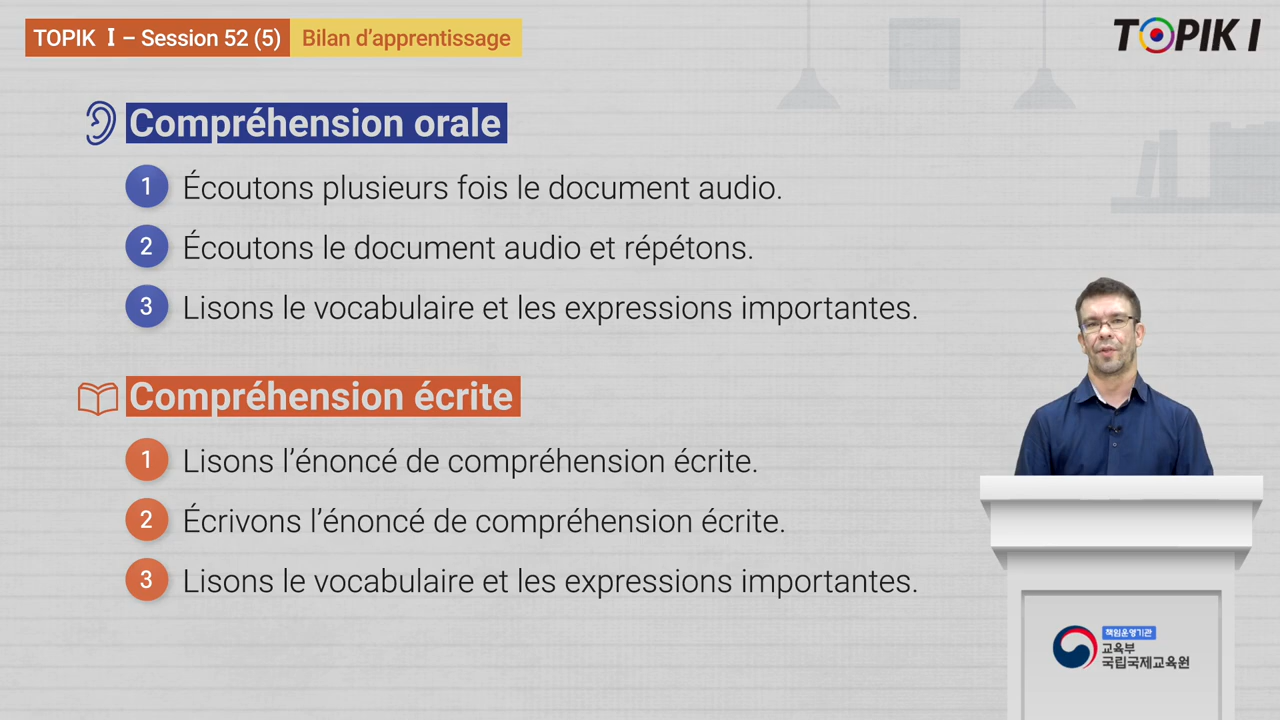 TOPIK I – Session 52 (5) Bilan d’apprentissage
TOPIK I
Compréhension orale
1 Écoutons plusieurs fois le document audio.
2 Écoutons le document audio et répétons.
3 Lisons le vocabulaire et les expressions importantes.
Compréhension écrite
1 Lisons l’énoncé de compréhension écrite.
2 Écrivons l’énoncé de compréhension écrite.
3 Lisons le vocabulaire et les expressions importantes.
책임운영기관
교육부
국립국제교육원